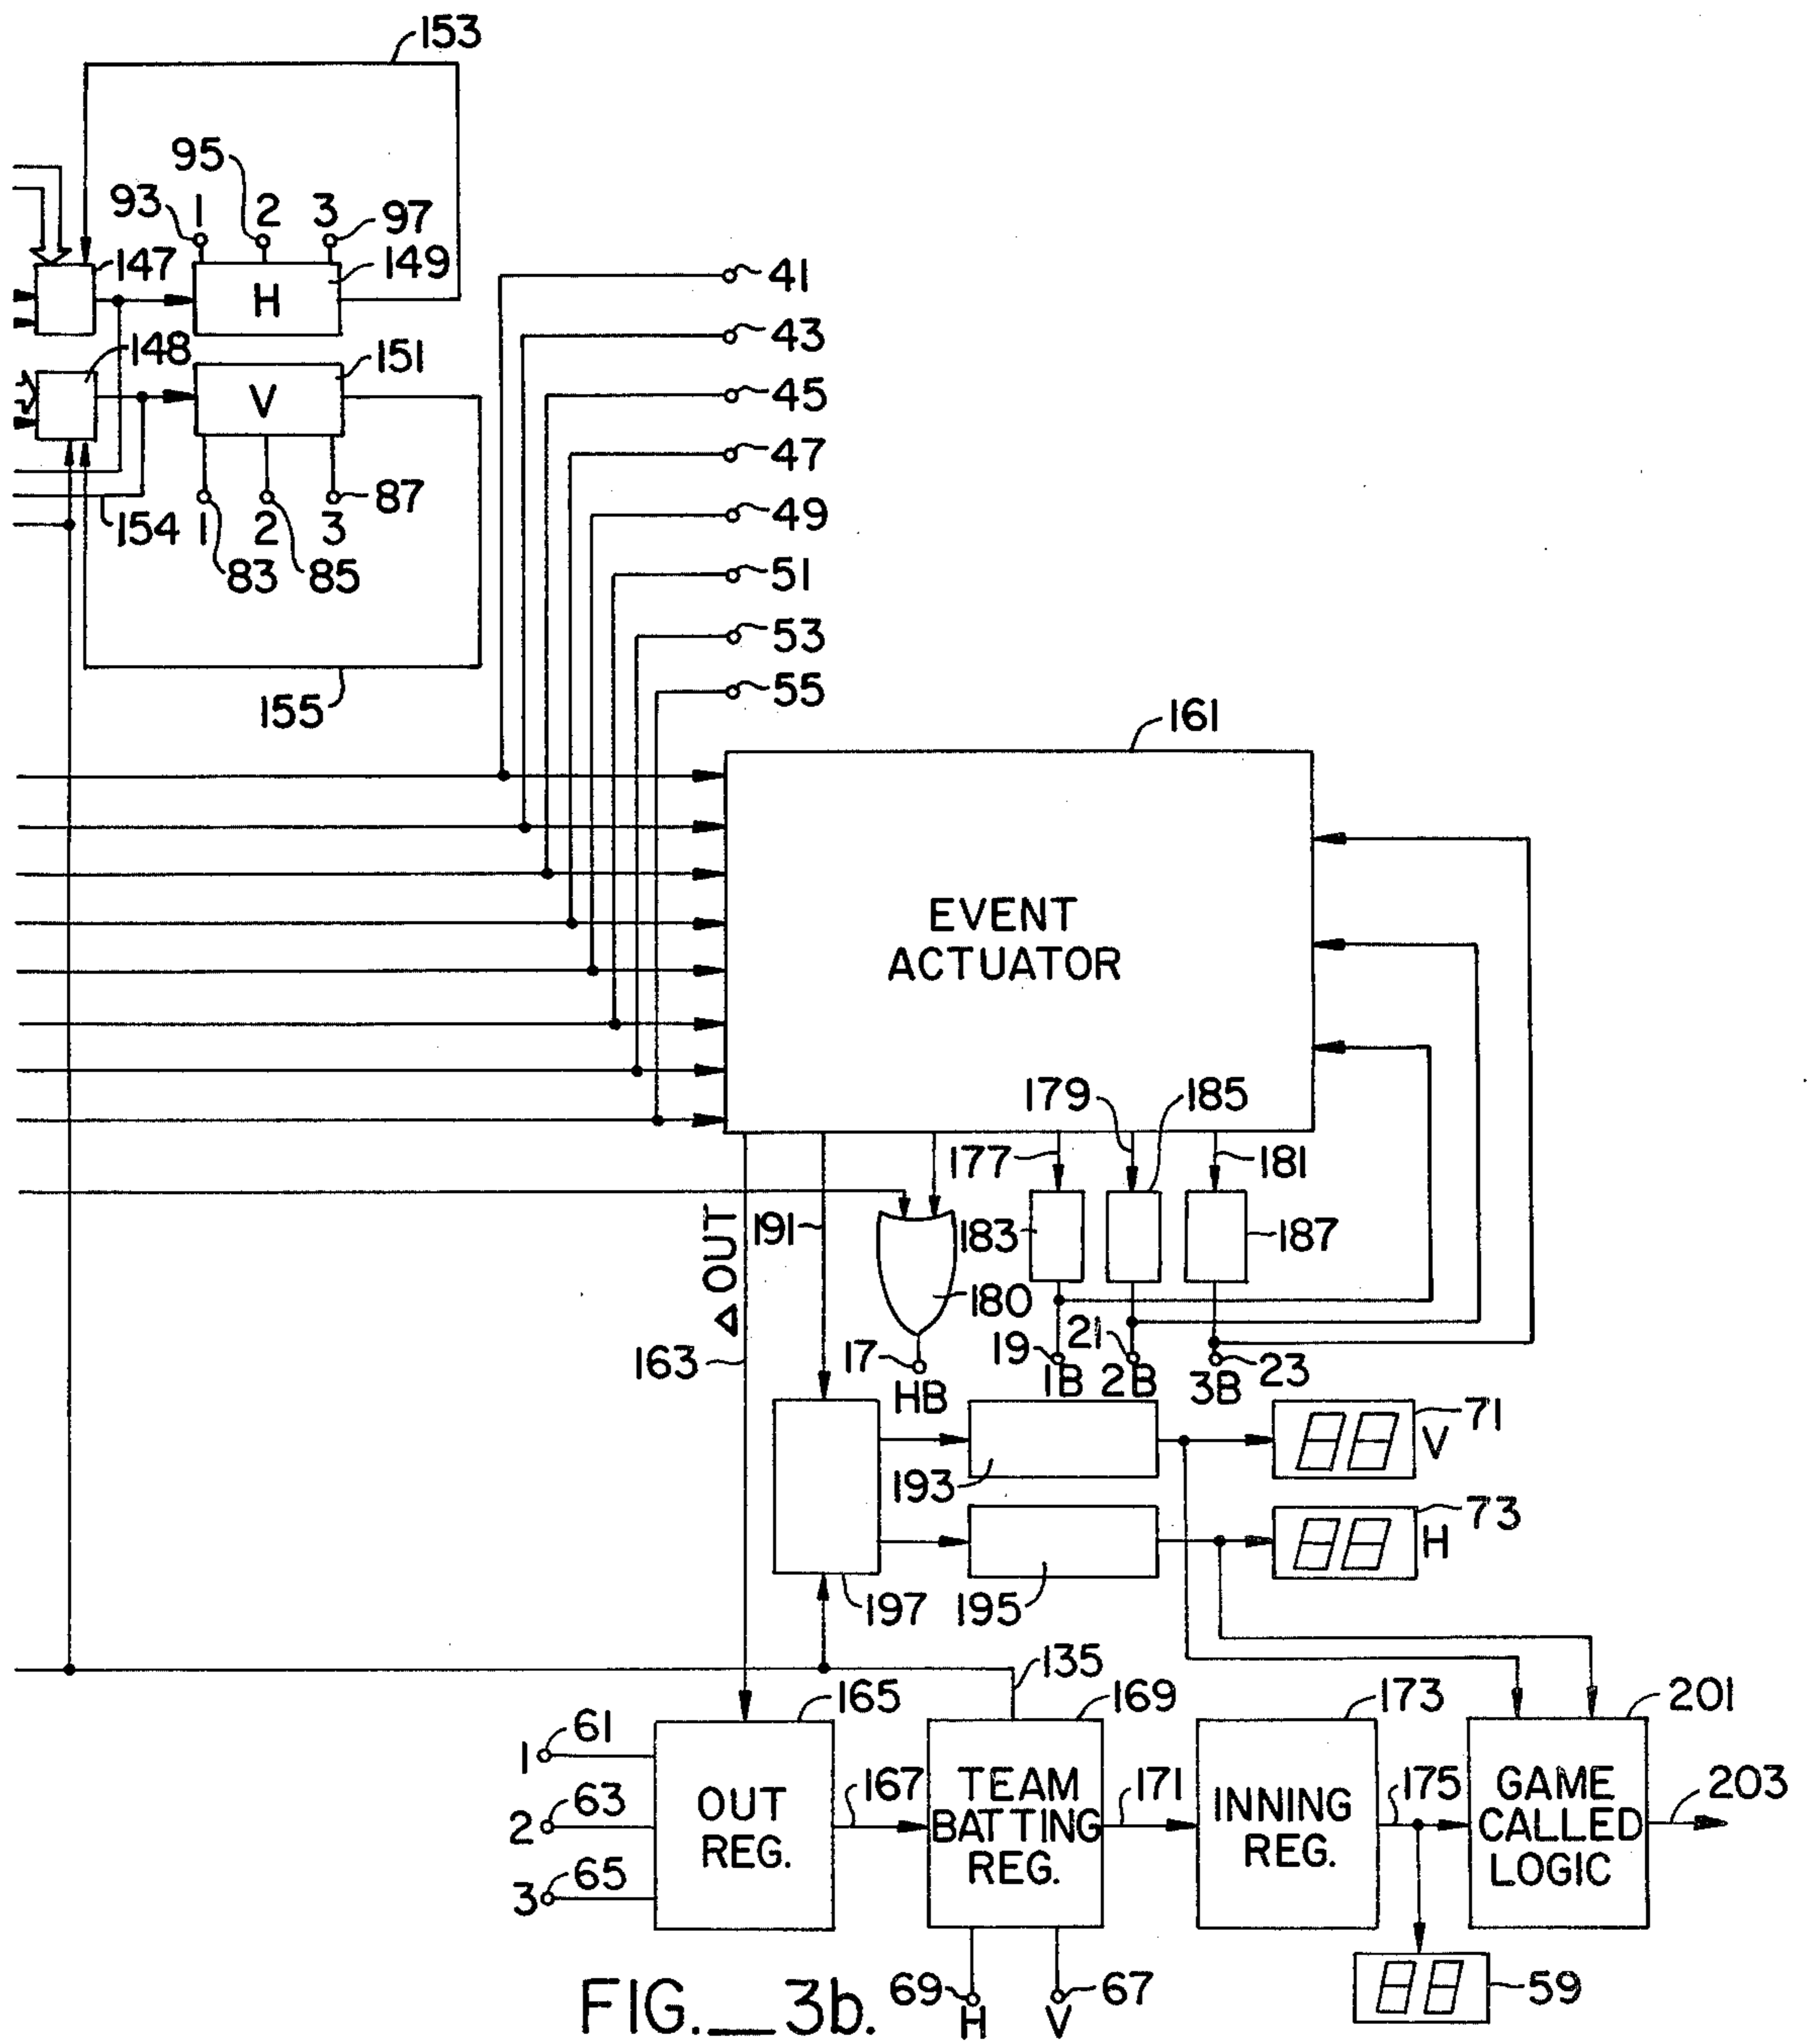 153
95
93 1 2 3 97
147 149
H
148 151
V
87
154 1 2 3
83 85
155
41
43
45
47
49
51
53
55
161
EVENT
ACTUATOR
179 185
177 181
191 183 187
Δ OUT
180
163 17 19 21 23
HB 1B 2B 3B
193 71
V
195 73
H
197
135
165 169 173 201
1 61
2 63
3 65
OUT
REG.
167
TEAM
BATTING
REG.
171
INNING
REG.
175
GAME
CALLED
LOGIC
203
69 67
H V
59
FIG.__3b.